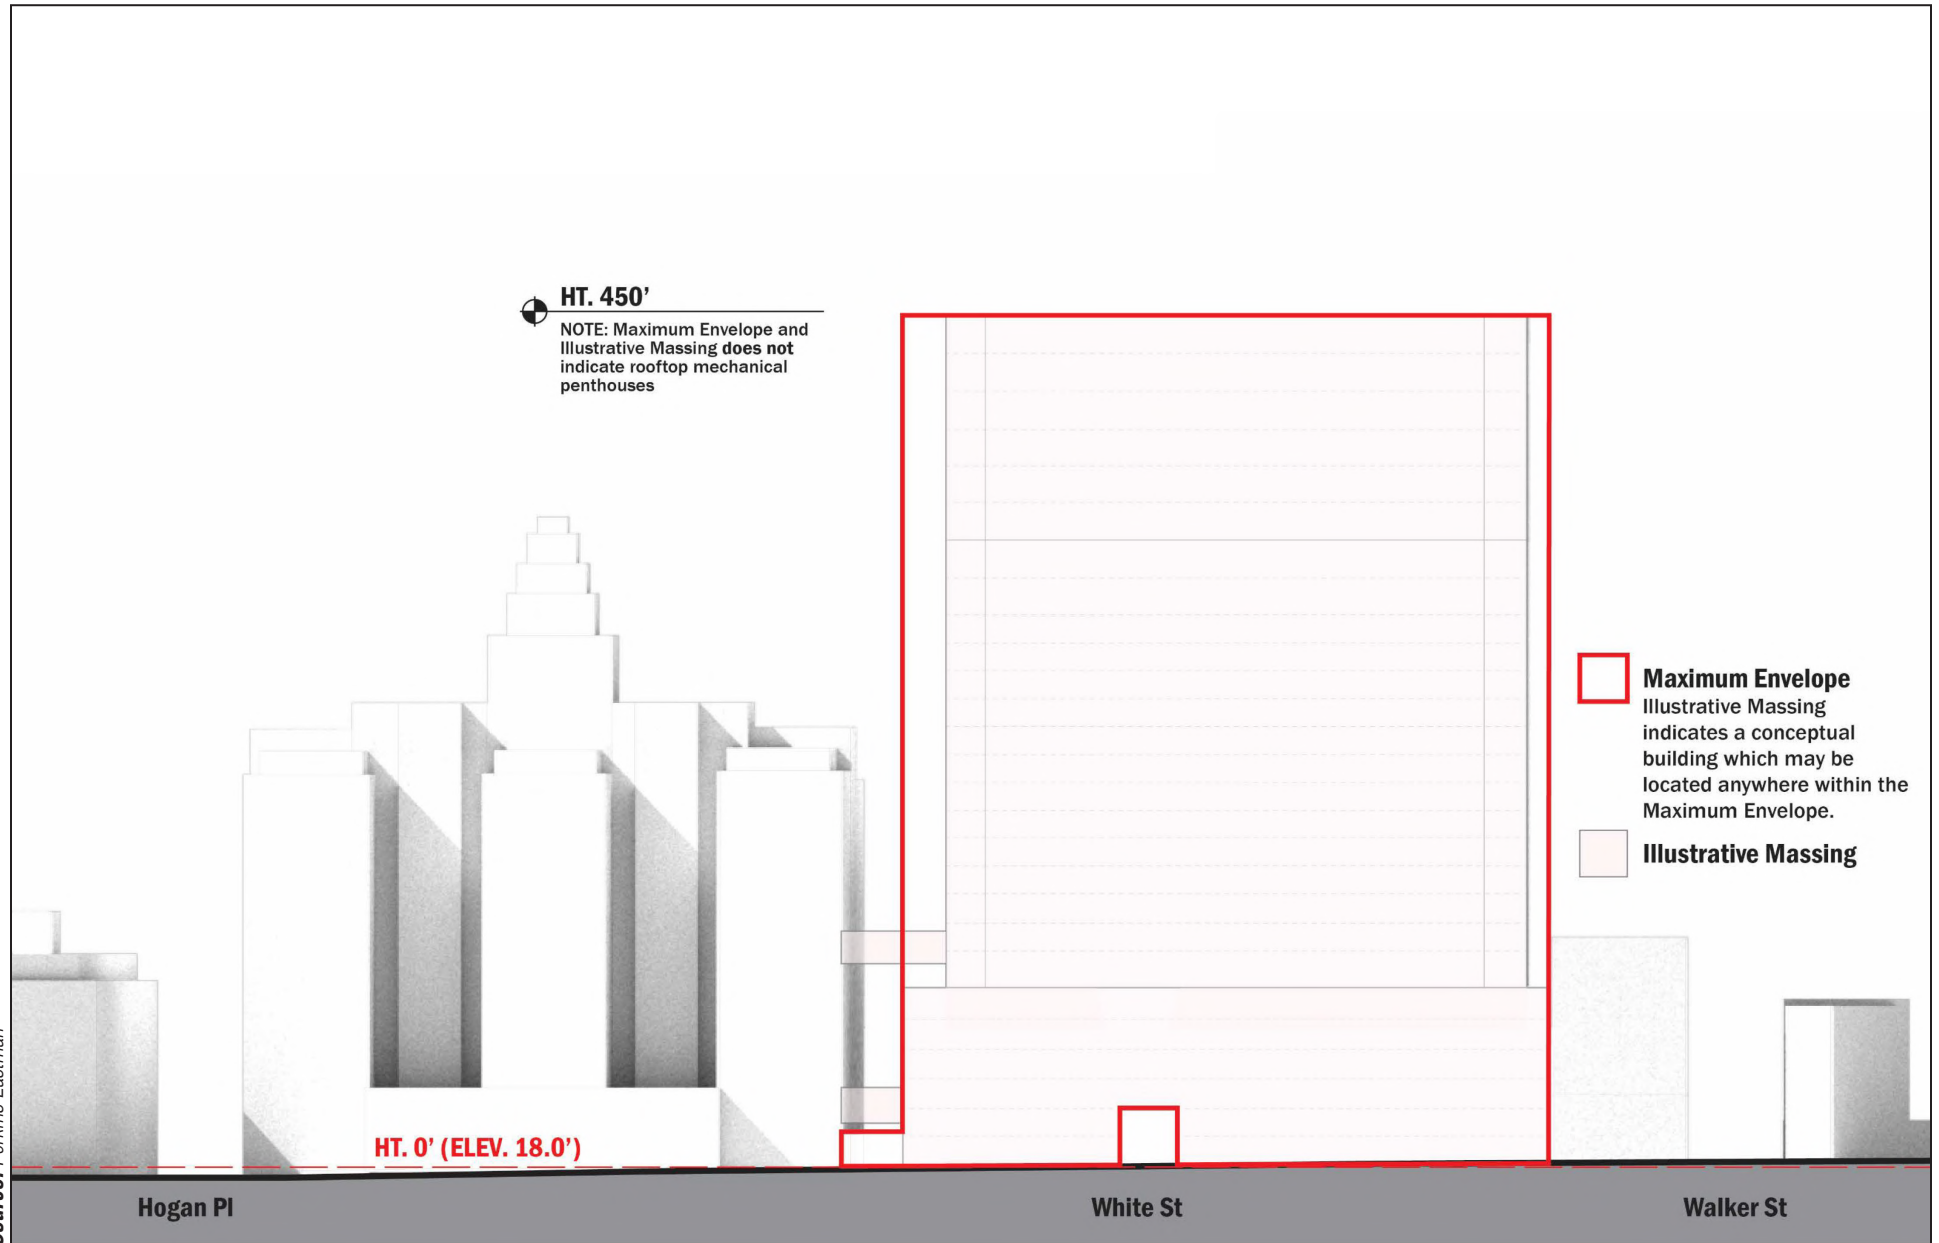 HT. 450’
NOTE: Maximum Envelope and
Illustrative Massing does not
indicate rooftop mechanical
penthouses
Maximum Envelope
Illustrative Massing
indicates a conceptual
building which may be
located anywhere within the
Maximum Envelope.
Illustrative Massing
HT. 0’ (ELEV. 18.0’)
Hogan Pl
White St
Walker St